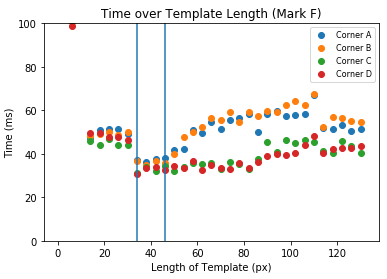 Time over Template Length (Mark F)
Corner A
Corner B
Corner C
Corner D
Time (ms)
100
80
60
40
20
0
0 20 40 60 80 100 120
Length of Template (px)